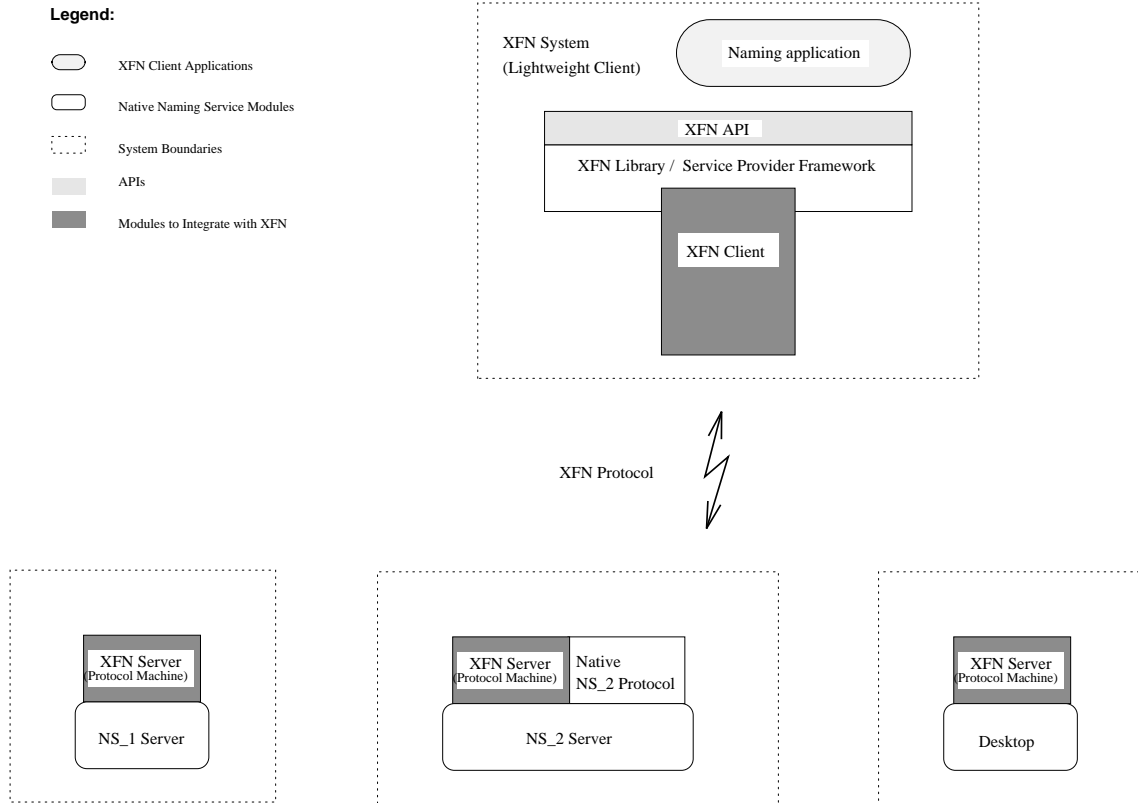 Legend:
XFN Client Applications
Native Naming Service Modules
System Boundaries
APIs
Modules to Integrate with XFN
XFN System
(Lightweight Client)
Naming application
XFN API
XFN Library / Service Provider Framework
XFN Client
XFN Protocol
XFN Server
(Protocol Machine)
NS_1 Server
XFN Server
(Protocol Machine)
Native
NS_2 Protocol
NS_2 Server
XFN Server
(Protocol Machine)
Desktop